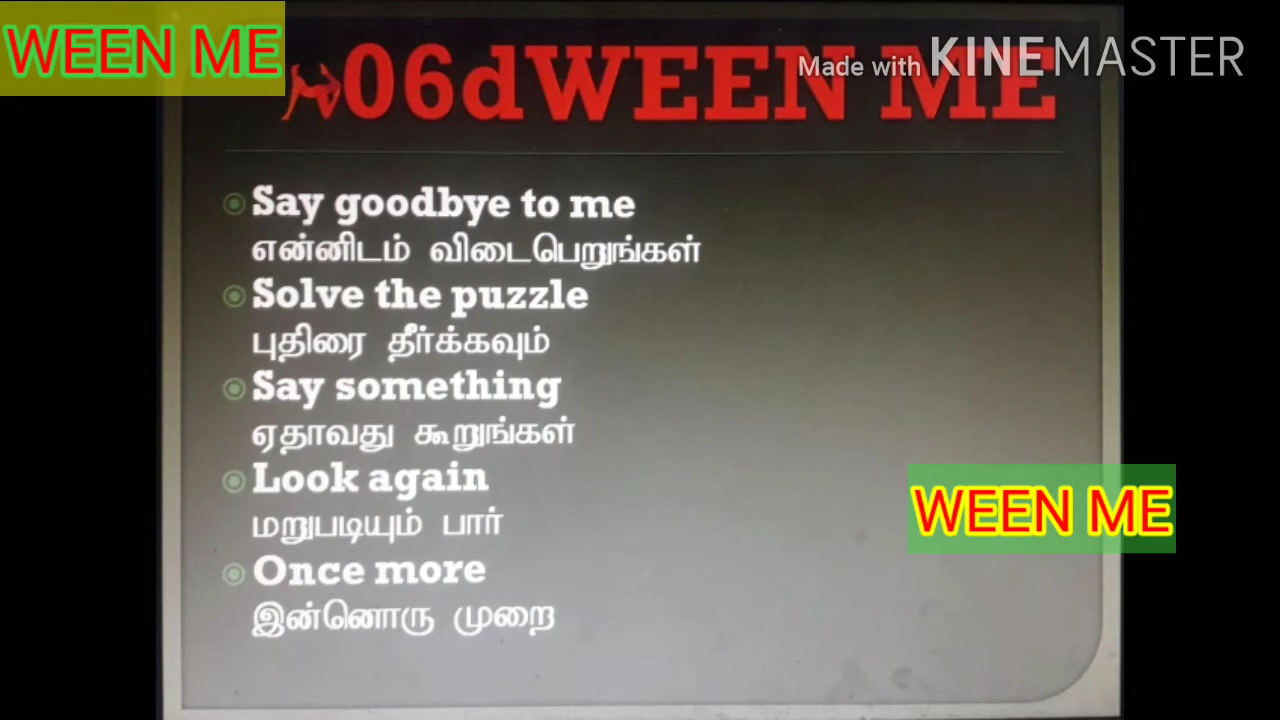 WEEN ME
06dWEEN ME
Made with KINEMASTER
Say goodbye to me
என்னிடம் விடைபெறுங்கள்
Solve the puzzle
புதிரை தீர்க்கவும்
Say something
ஏதாவது கூறுங்கள்
Look again
மறுபடியும் பார்
WEEN ME
Once more
இன்னொரு முறை